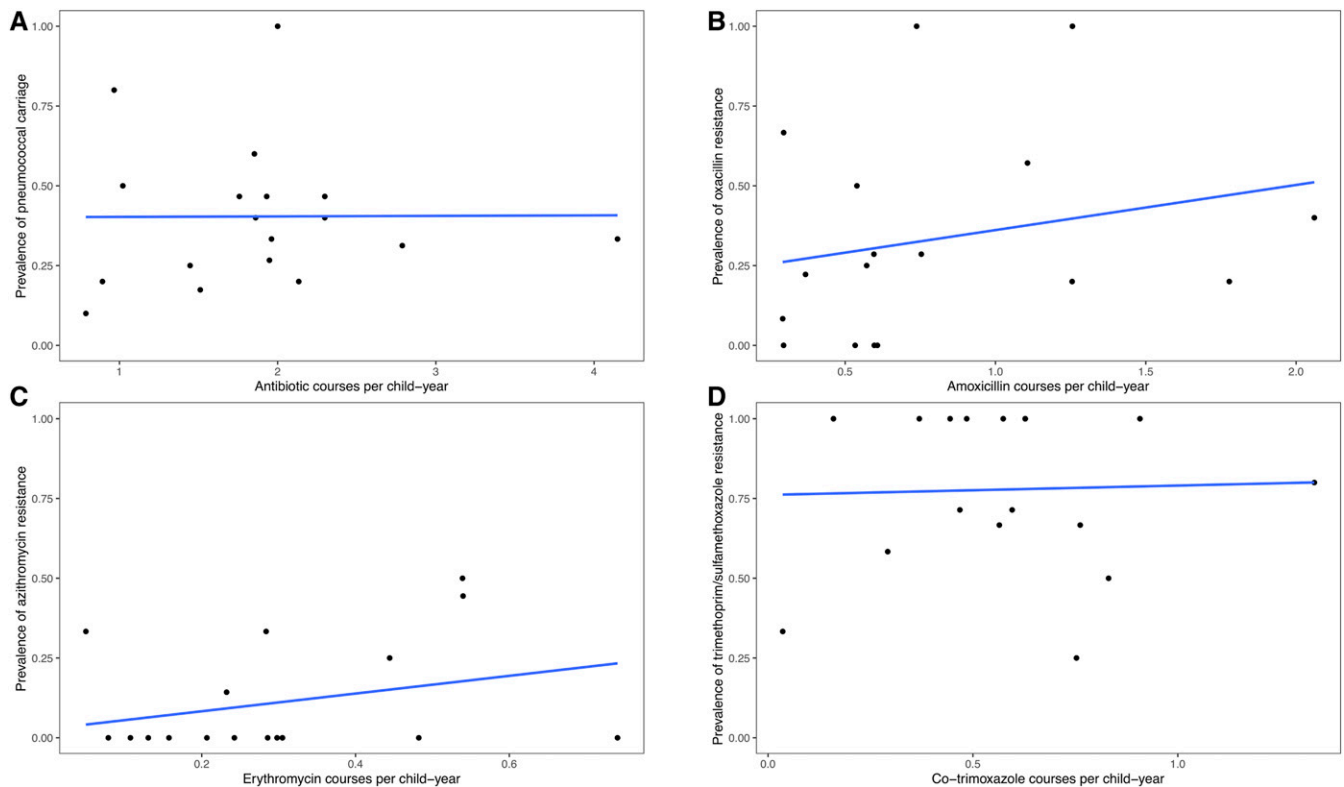 A
Prevalence of pneumococcal carriage
1.00
0.75
0.50
0.25
0.00
1
2
3
4
Antibiotic courses per child-year
B
Prevalence of oxacillin resistance
1.00
0.75
0.50
0.25
0.00
0.5
1.0
1.5
2.0
Amoxicillin courses per child-year
C
Prevalence of azithromycin resistance
1.00
0.75
0.50
0.25
0.00
0.2
0.4
0.6
Erythromycin courses per child-year
D
Prevalence of trimethoprim/sulfamethoxazole resistance
1.00
0.75
0.50
0.25
0.00
0.0
0.5
1.0
Co-trimoxazole courses per child-year